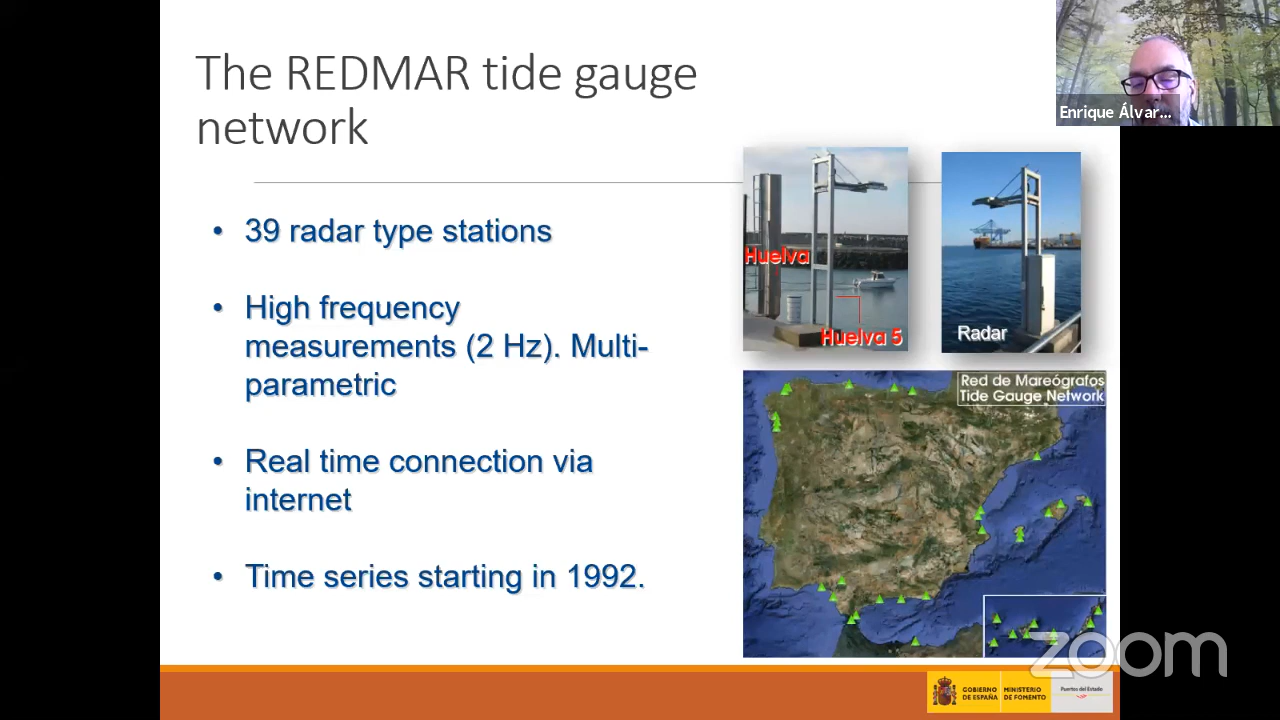 The REDMAR tide gauge
network
Enrique Álvar...
• 39 radar type stations
• High frequency
measurements (2 Hz). Multi-
parametric
• Real time connection via
internet
• Time series starting in 1992.
Huelva
Huelva 5
Radar
Red de Mareógrafos
Tide Gauge Network
zoom
GOBIERNO
DE ESPAÑA
MINISTERIO
DE FOMENTO
Puertos del Estado